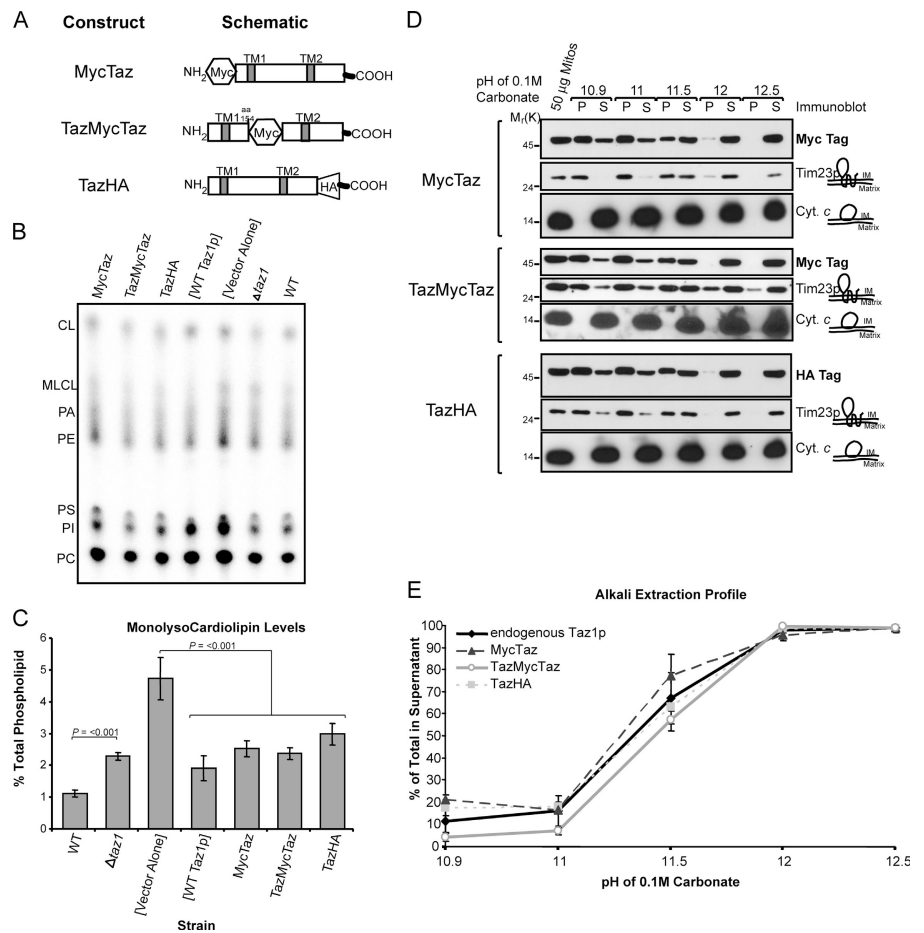 A
Construct
Schematic
MycTaz
NH2
Myc
TM1
TM2
COOH
TazMycTaz
NH2
TM1
aa
154
Myc
TM2
COOH
TazHA
NH2
TM1
TM2
HA
COOH
B
MycTaz
TazMycTaz
TazHA
[WT Taz1p]
[Vector Alone]
Δtaz1
WT
CL
MLCL
PA
PE
PS
PI
PC
C
MonolysoCardiolipin Levels
% Total Phospholipid
6
5
4
3
2
1
0
P = <0.001
P = <0.001
WT
Δtaz1
[Vector Alone]
[WT Taz1p]
MycTaz
TazMycTaz
TazHA
Strain
D
50 µg Mitos
pH of 0.1M
Carbonate
10.9
11
11.5
12
12.5
P S P S P S P S P S
Immunoblot
Mr(K)
MycTaz
45
Myc Tag
24
Tim23p
IM
Matrix
14
Cyt. c
IM
Matrix
TazMycTaz
45
Myc Tag
24
Tim23p
IM
Matrix
14
Cyt. c
IM
Matrix
TazHA
45
HA Tag
24
Tim23p
IM
Matrix
14
Cyt. c
IM
Matrix
E
Alkali Extraction Profile
% of Total in Supernatant
100
90
80
70
60
50
40
30
20
10
0
endogenous Taz1p
MycTaz
TazMycTaz
TazHA
10.9
11
11.5
12
12.5
pH of 0.1M Carbonate